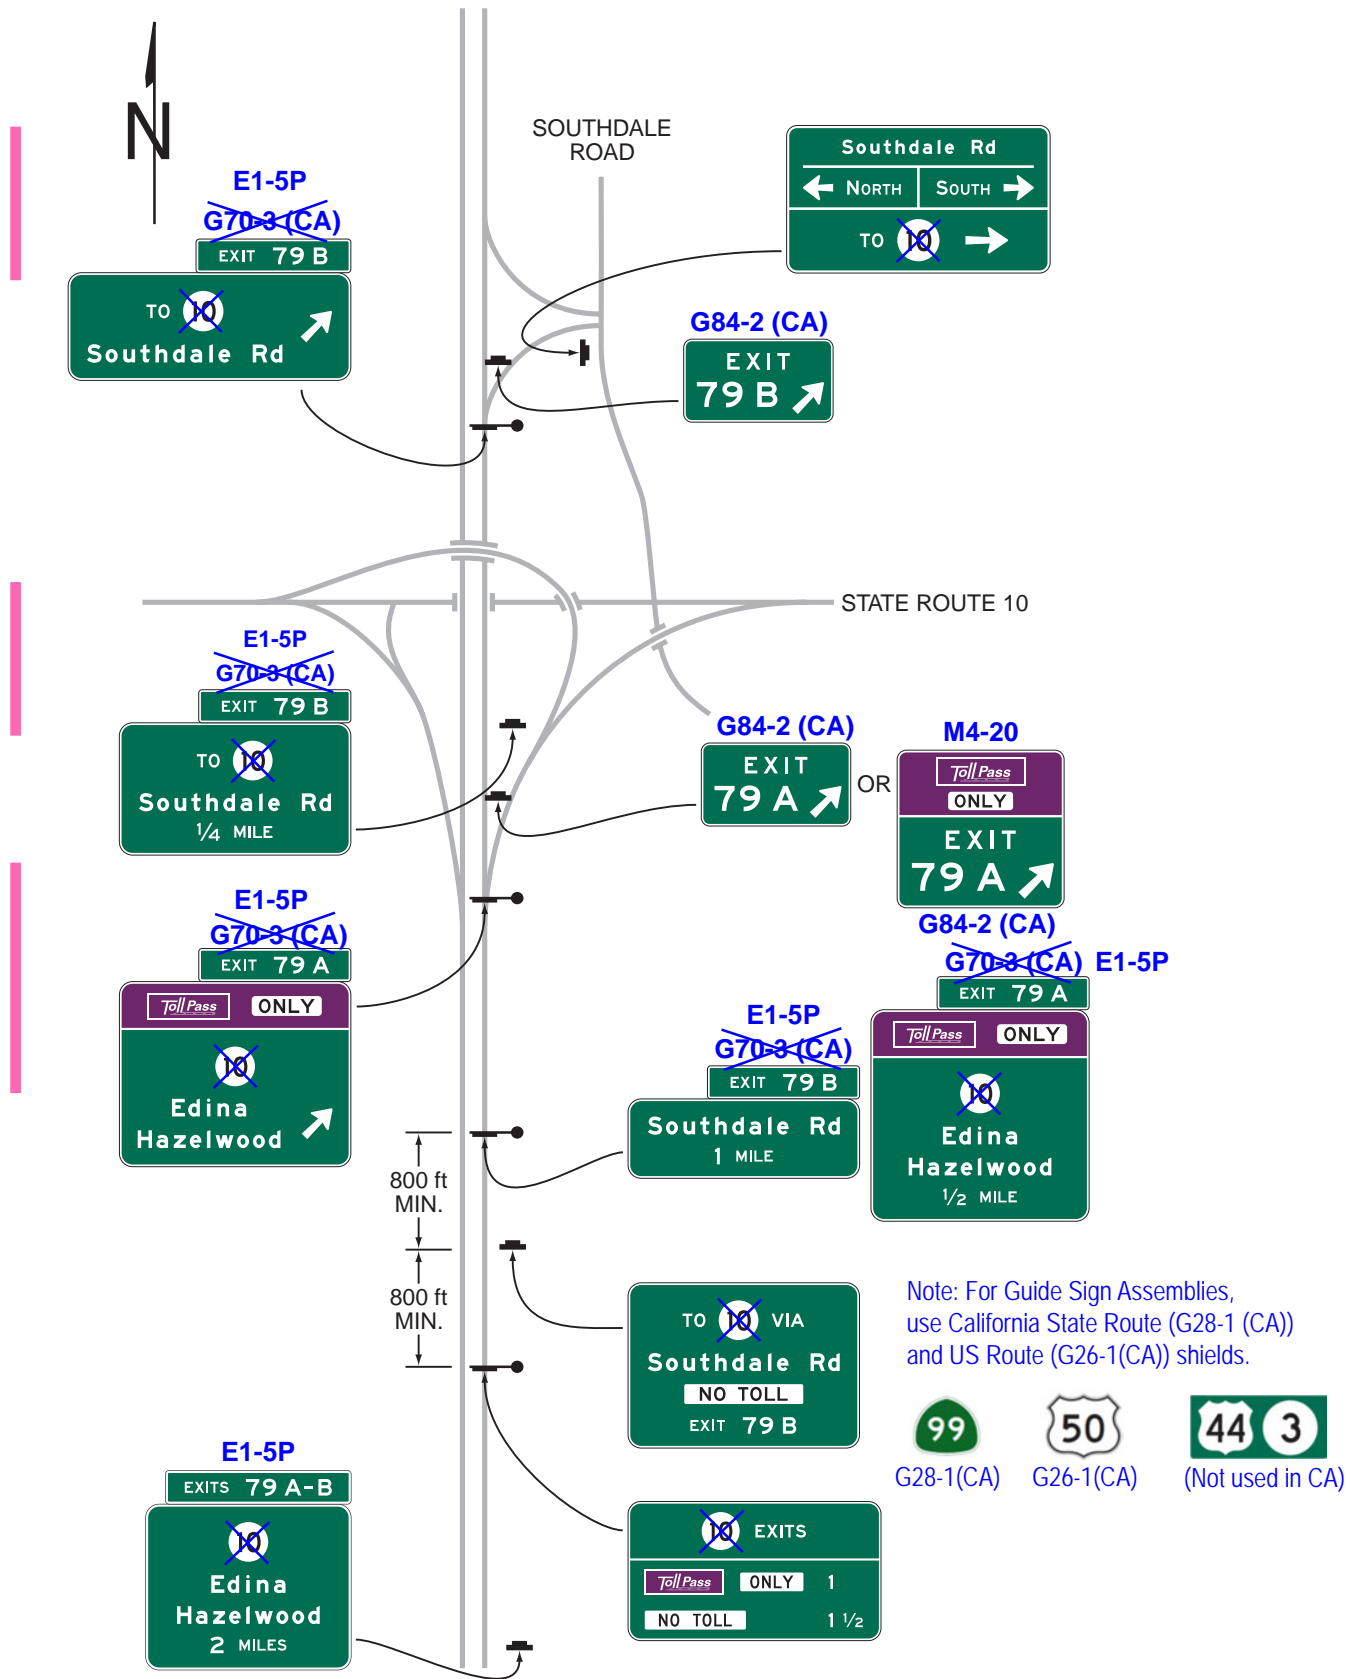 N
SOUTHDALE
ROAD
Southdale Rd
NORTH SOUTH
TO 10
E1-5P
G70-3 (CA)
EXIT 79 B
TO 10
Southdale Rd
G84-2 (CA)
EXIT
79 B
STATE ROUTE 10
E1-5P
G70-3 (CA)
EXIT 79 B
TO 10
Southdale Rd
1/4 MILE
G84-2 (CA)
EXIT
79 A
OR
M4-20
Toll Pass
ONLY
EXIT
79 A
G84-2 (CA)
E1-5P
G70-3 (CA)
EXIT 79 A
Toll Pass ONLY
10
Edina
Hazelwood
G70-3 (CA) E1-5P
EXIT 79 A
Toll Pass ONLY
10
Edina
Hazelwood
1/2 MILE
E1-5P
G70-3 (CA)
EXIT 79 B
Southdale Rd
1 MILE
800 ft
MIN.
800 ft
MIN.
TO 10 VIA
Southdale Rd
NO TOLL
EXIT 79 B
Note: For Guide Sign Assemblies,
use California State Route (G28-1 (CA))
and US Route (G26-1(CA)) shields.
99
50
44 3
G28-1(CA)
G26-1(CA)
(Not used in CA)
E1-5P
EXITS 79 A-B
10
Edina
Hazelwood
2 MILES
10 EXITS
Toll Pass ONLY 1
NO TOLL 1 1/2